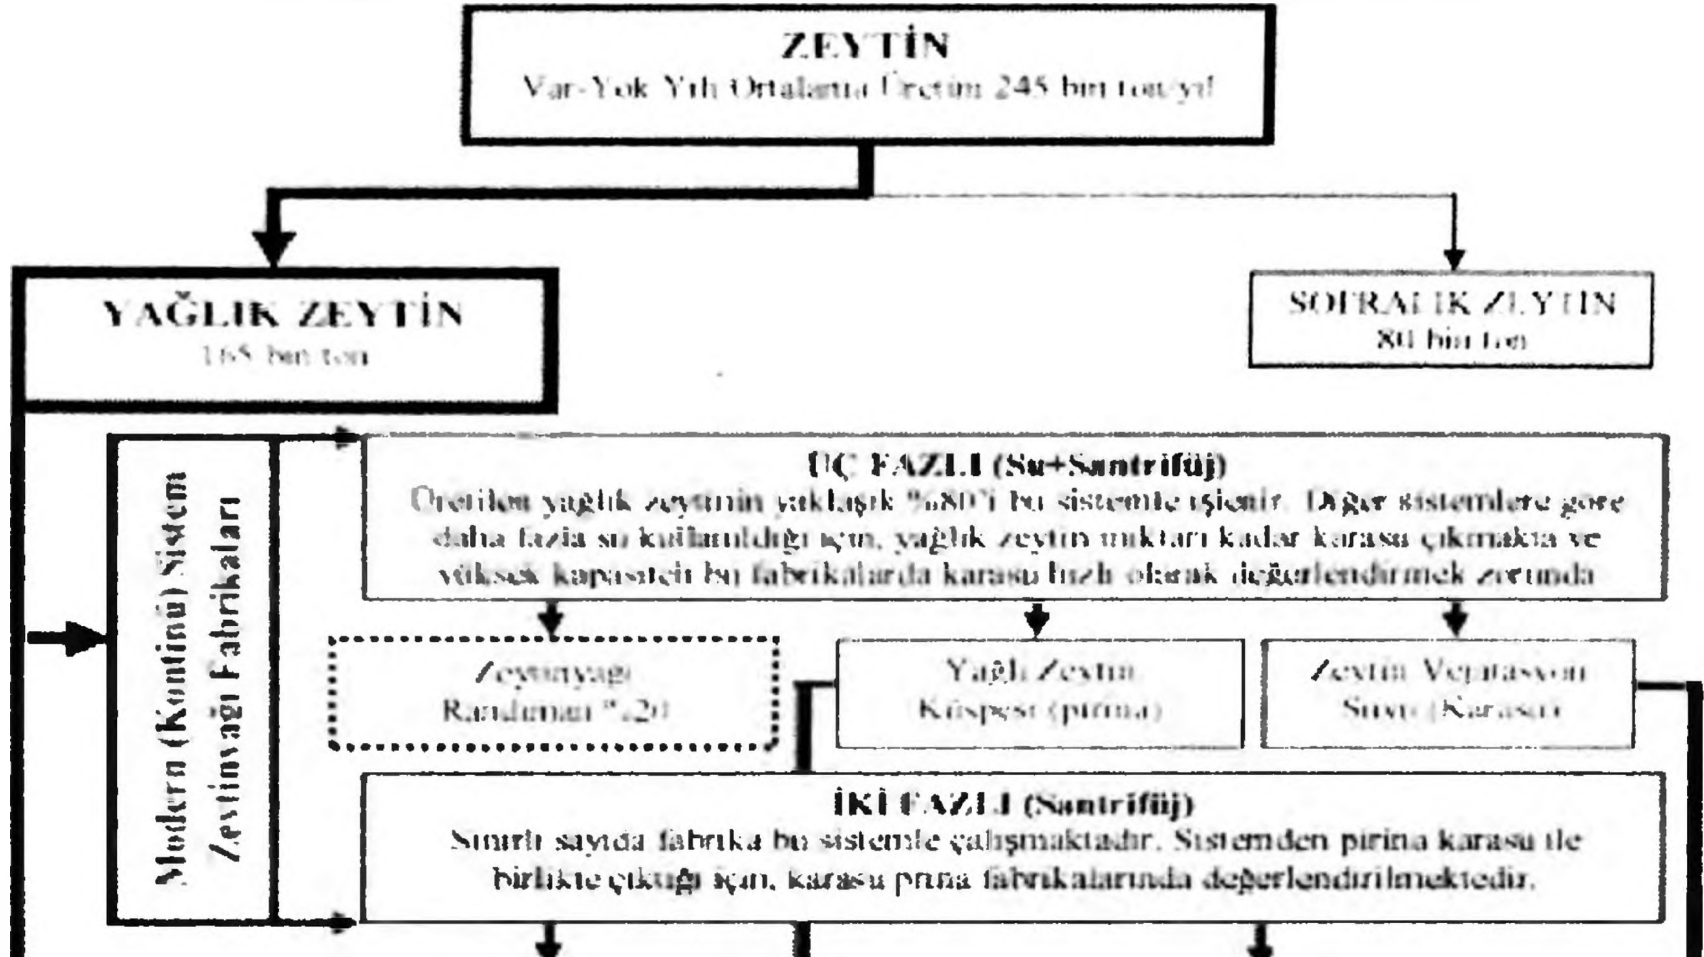 ZEYTİN
Var-Yok Yılı Ortalama Üretim 245 bin ton/yıl
YAĞLIK ZEYTİN
165 bin ton
SOFRALIK ZEYTİN
80 bin ton
Modern (Kontinü) Sistem
Zeytinyağı Fabrikaları
ÜÇ FAZLI (Su+Santrifüj)
Üretilen yağlık zeytinin yaklaşık %80'i bu sistemle işlenir. Diğer sistemlere göre
daha fazla su kullanıldığı için, yağlık zeytin miktarı kadar karasu çıkmakta ve
yüksek kapasiteli bu fabrikalarda karasu hızlı olarak değerlendirmek zorunda
Zeytinyağı
Randıman %20
Yağlı Zeytin
Küspesi (pirina)
Zeytin Vejitasyon
Suyu (Karasu)
İKİ FAZLI (Santrifüj)
Sınırlı sayıda fabrika bu sistemle çalışmaktadır. Sistemden pirina karasu ile
birlikte çıktığı için, karasu prina fabrikalarında değerlendirilmektedir.